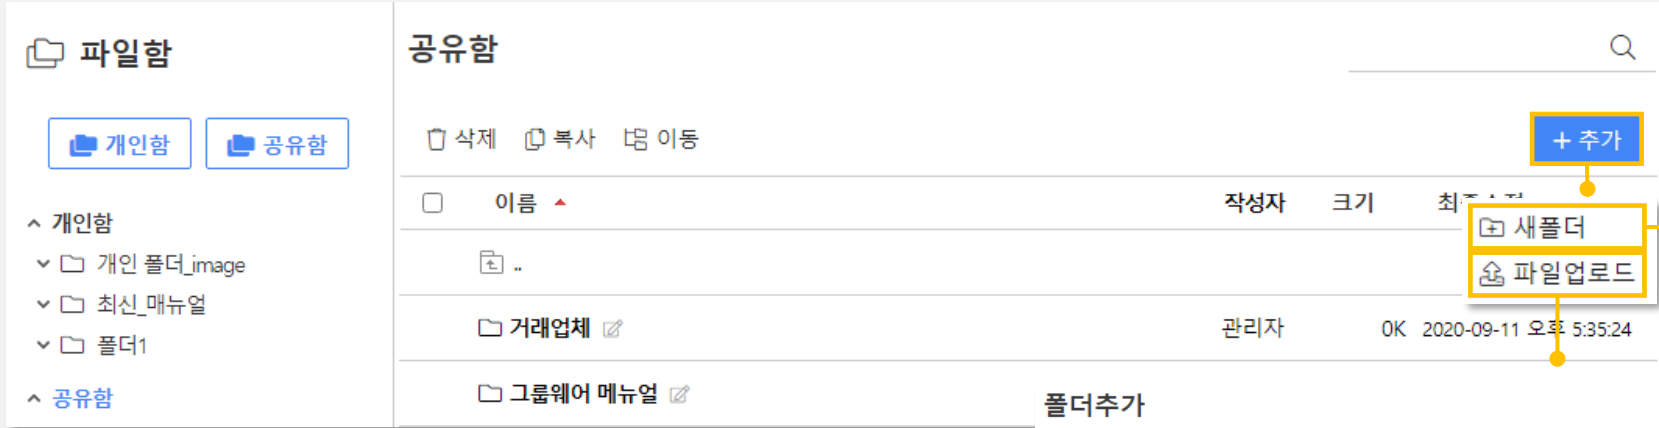 파일함
개인함 공유함
개인함
개인 폴더_image
최신_매뉴얼
폴더1
공유함
공유함
삭제 복사 이동
+ 추가
이름 작성자 크기
새폴더
파일업로드
..
거래업체 관리자 0K 2020-09-11 오후 5:35:24
그룹웨어 메뉴얼
폴더추가